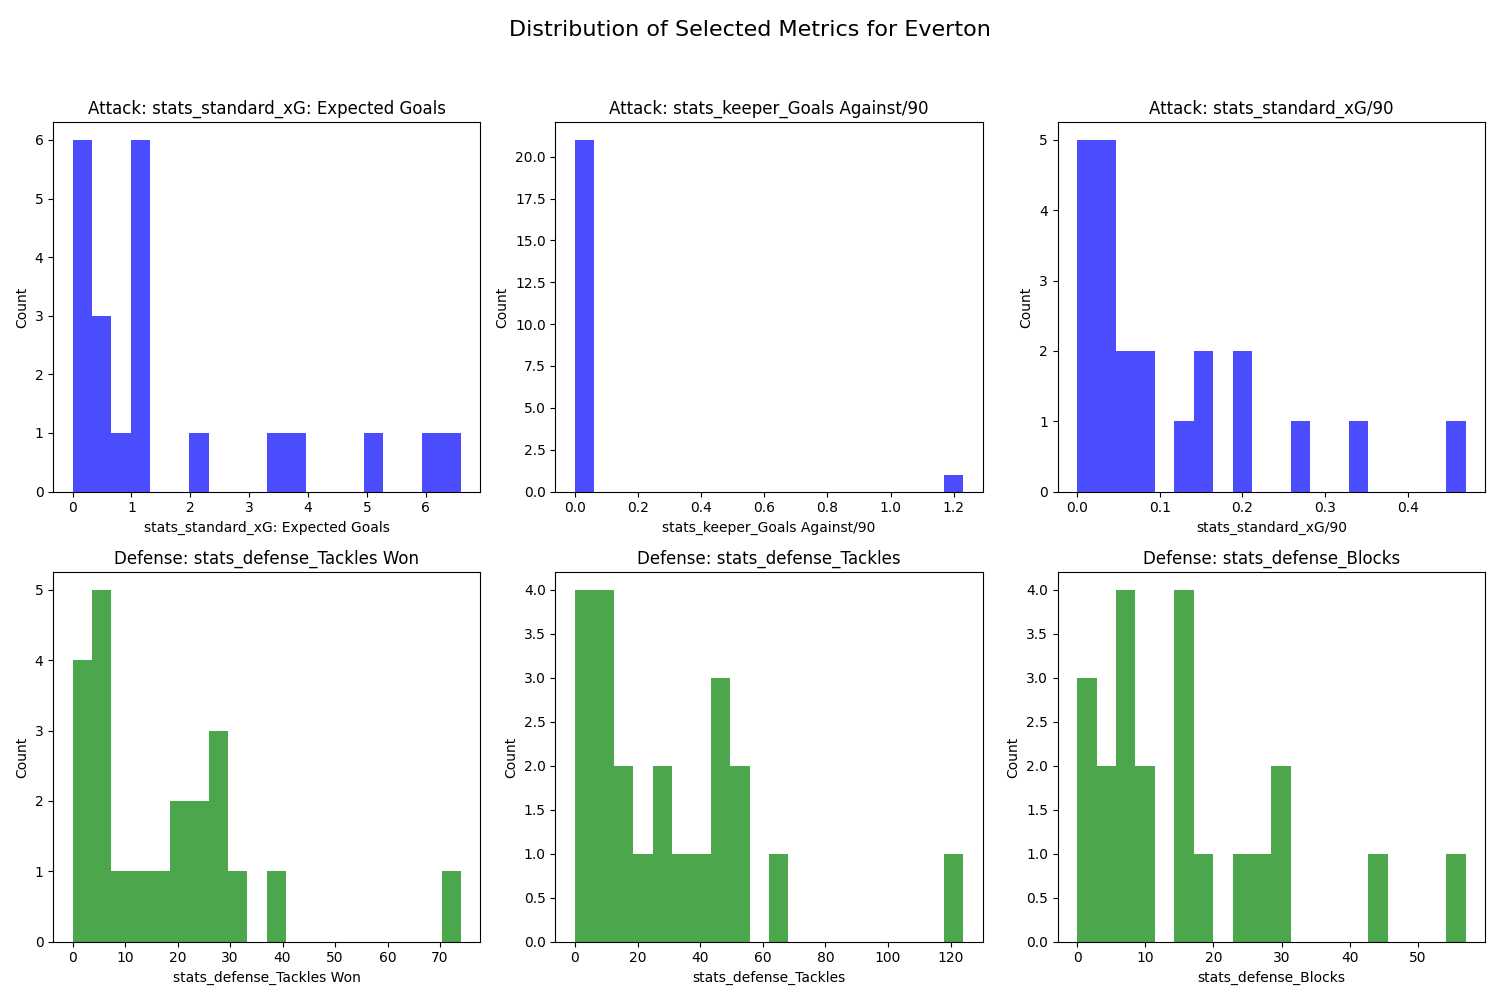 Distribution of Selected Metrics for Everton
Attack: stats_standard_xG: Expected Goals
6
5
4
3
2
1
0
Count
0 1 2 3 4 5 6
stats_standard_xG: Expected Goals
Attack: stats_keeper_Goals Against/90
20.0
17.5
15.0
12.5
10.0
7.5
5.0
2.5
0.0
Count
0.0 0.2 0.4 0.6 0.8 1.0 1.2
stats_keeper_Goals Against/90
Attack: stats_standard_xG/90
5
4
3
2
1
0
Count
0.0 0.1 0.2 0.3 0.4
stats_standard_xG/90
Defense: stats_defense_Tackles Won
5
4
3
2
1
0
Count
0 10 20 30 40 50 60 70
stats_defense_Tackles Won
Defense: stats_defense_Tackles
4.0
3.5
3.0
2.5
2.0
1.5
1.0
0.5
0.0
Count
0 20 40 60 80 100 120
stats_defense_Tackles
Defense: stats_defense_Blocks
4.0
3.5
3.0
2.5
2.0
1.5
1.0
0.5
0.0
Count
0 10 20 30 40 50
stats_defense_Blocks